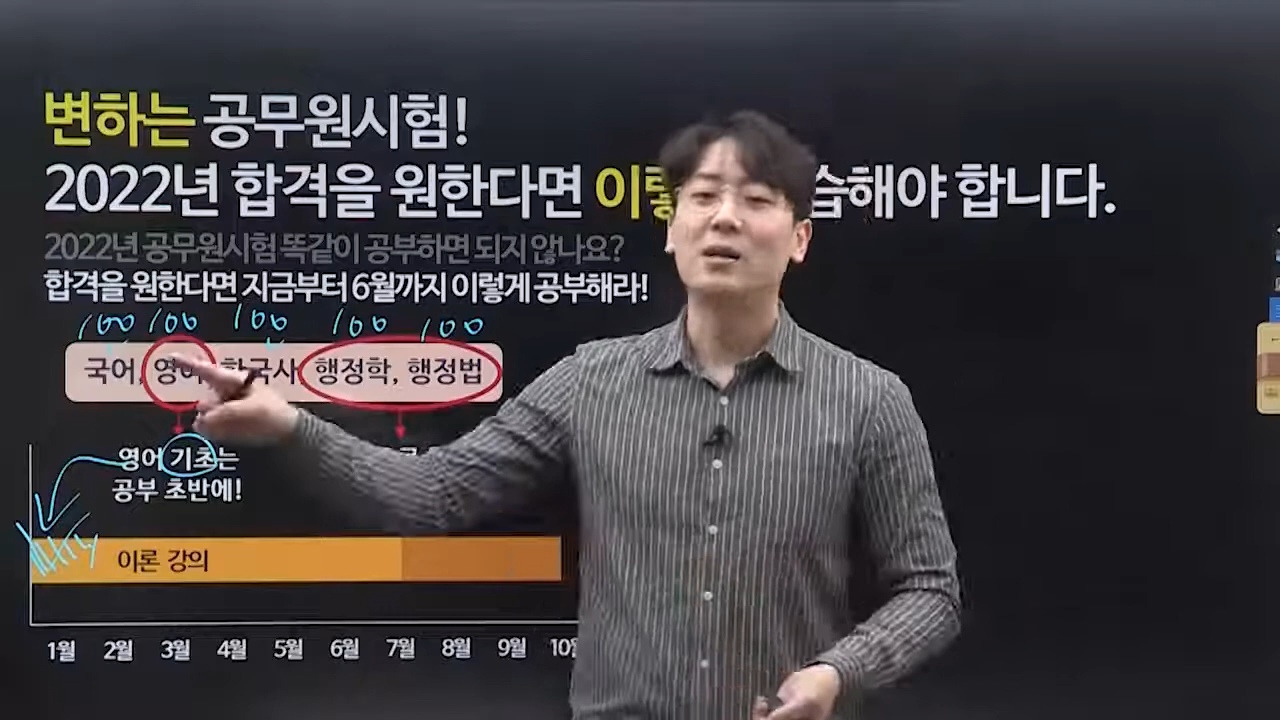 변하는 공무원시험!
2022년 합격을 원한다면 습해야 합니다.
2022년 공무원시험 똑같이 공부하면 되지 않나요?
합격을 원한다면 지금부터 6월까지 이렇게 공부해라!
100 100 100 100 100
국어, 영어, 한국사, 행정학, 행정법
영어 기초는
공부 초반에!
이론 강의
1월 2월 3월 4월 5월 6월 7월 8월 9월